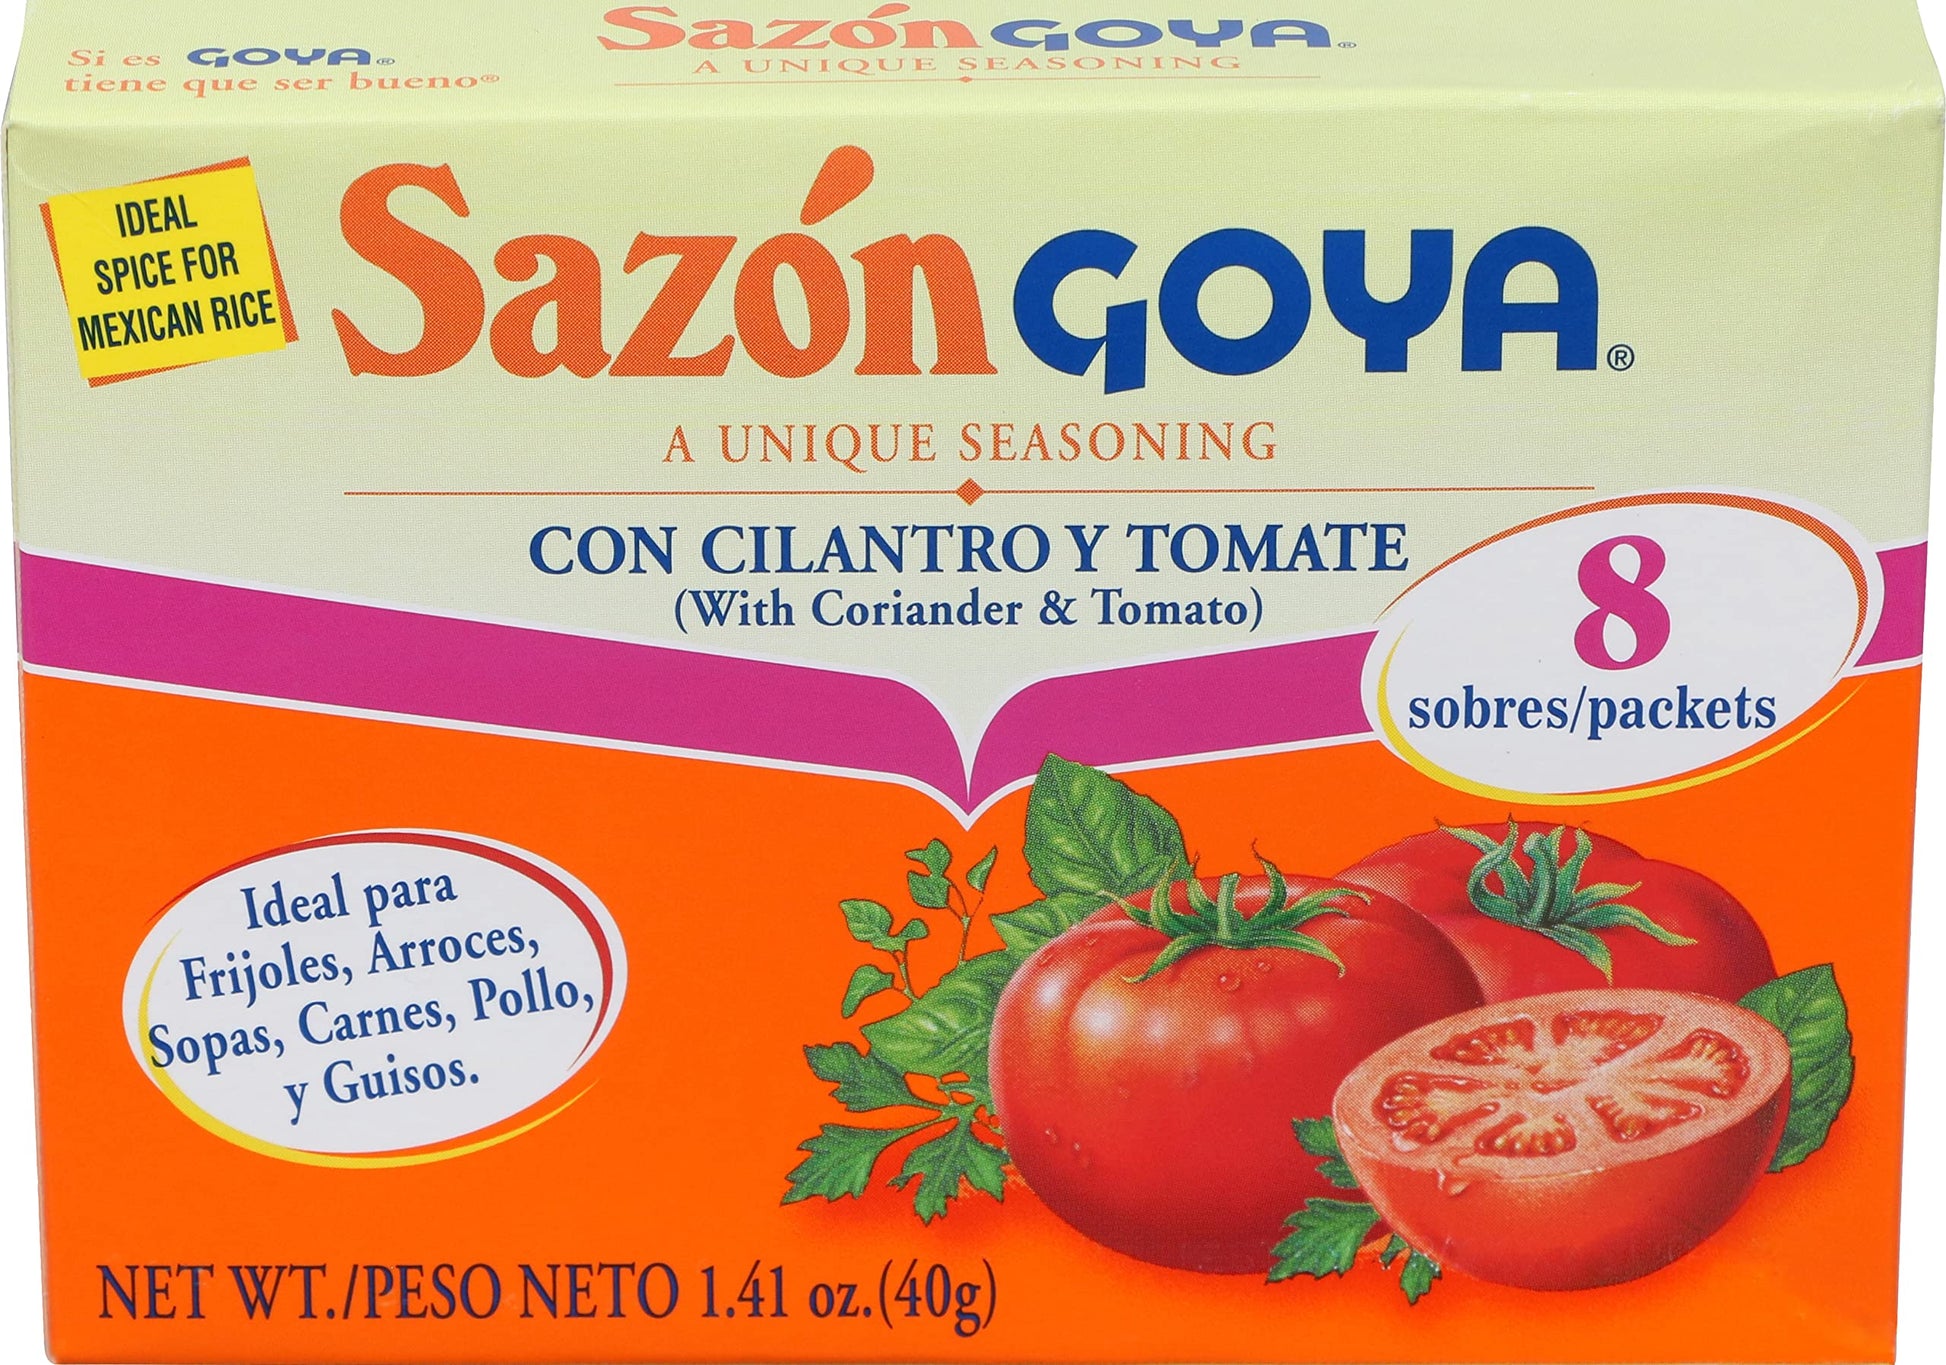 Si es GOYA®
tiene que ser bueno®
Sazón GOYA®
A UNIQUE SEASONING
IDEAL
SPICE FOR
MEXICAN RICE
Sazón GOYA®
A UNIQUE SEASONING
CON CILANTRO Y TOMATE
(With Coriander & Tomato)
8
sobres/packets
Ideal para
Frijoles, Arroces,
Sopas, Carnes, Pollo,
y Guisos.
NET WT./PESO NETO 1.41 oz.(40g)